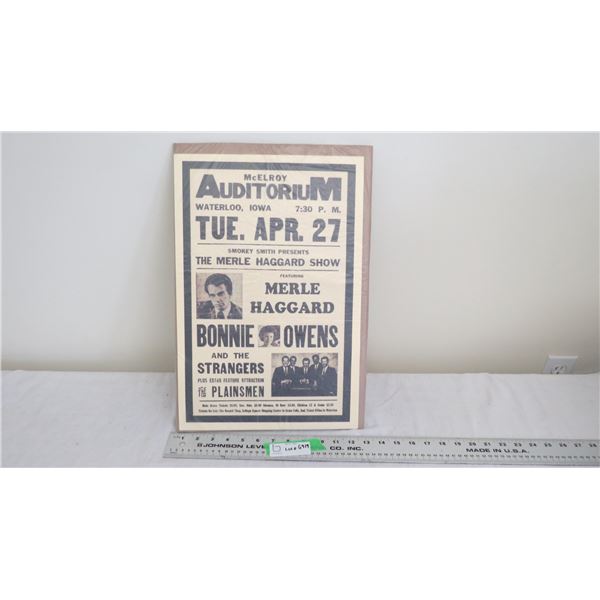 McELROY
AUDITORIUM
WATERLOO, IOWA 7:30 P. M.
TUE. APR. 27
SMOKEY SMITH PRESENTS
THE MERLE HAGGARD SHOW
FEATURING
MERLE
HAGGARD
BONNIE OWENS
AND THE
STRANGERS
PLUS EXTRA FEATURE ATTRACTION
THE PLAINSMEN
JOHNSON LEVEL CO. INC. MADE IN U.S.A.